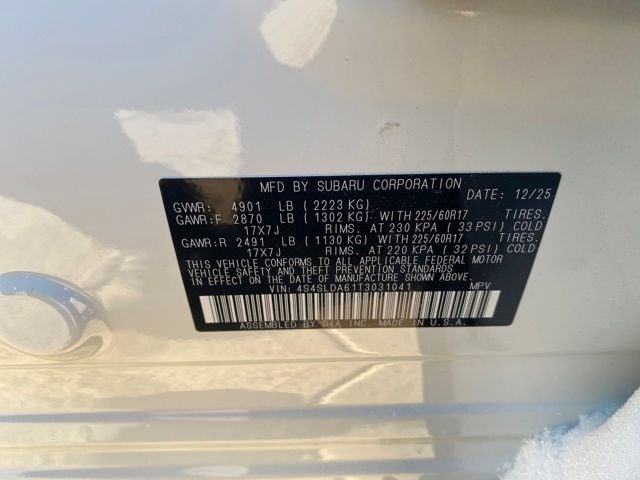 MFD BY SUBARU CORPORATION DATE: 12/25
GVWR: 4901 LB (2223 KG)
GAWR:F 2870 LB (1302 KG) WITH 225/60R17 TIRES.
17X7J RIMS. AT 230 KPA (33 PSI) COLD
GAWR:R 2491 LB (1130 KG) WITH 225/60R17 TIRES.
17X7J RIMS. AT 220 KPA (32 PSI) COLD
THIS VEHICLE CONFORMS TO ALL APPLICABLE FEDERAL MOTOR
VEHICLE SAFETY AND THEFT PREVENTION STANDARDS
IN EFFECT ON THE DATE OF MANUFACTURE SHOWN ABOVE.
VIN: 4S4SLDA61T3031041 MPV
ASSEMBLED BY SIA INC. MADE IN U.S.A.